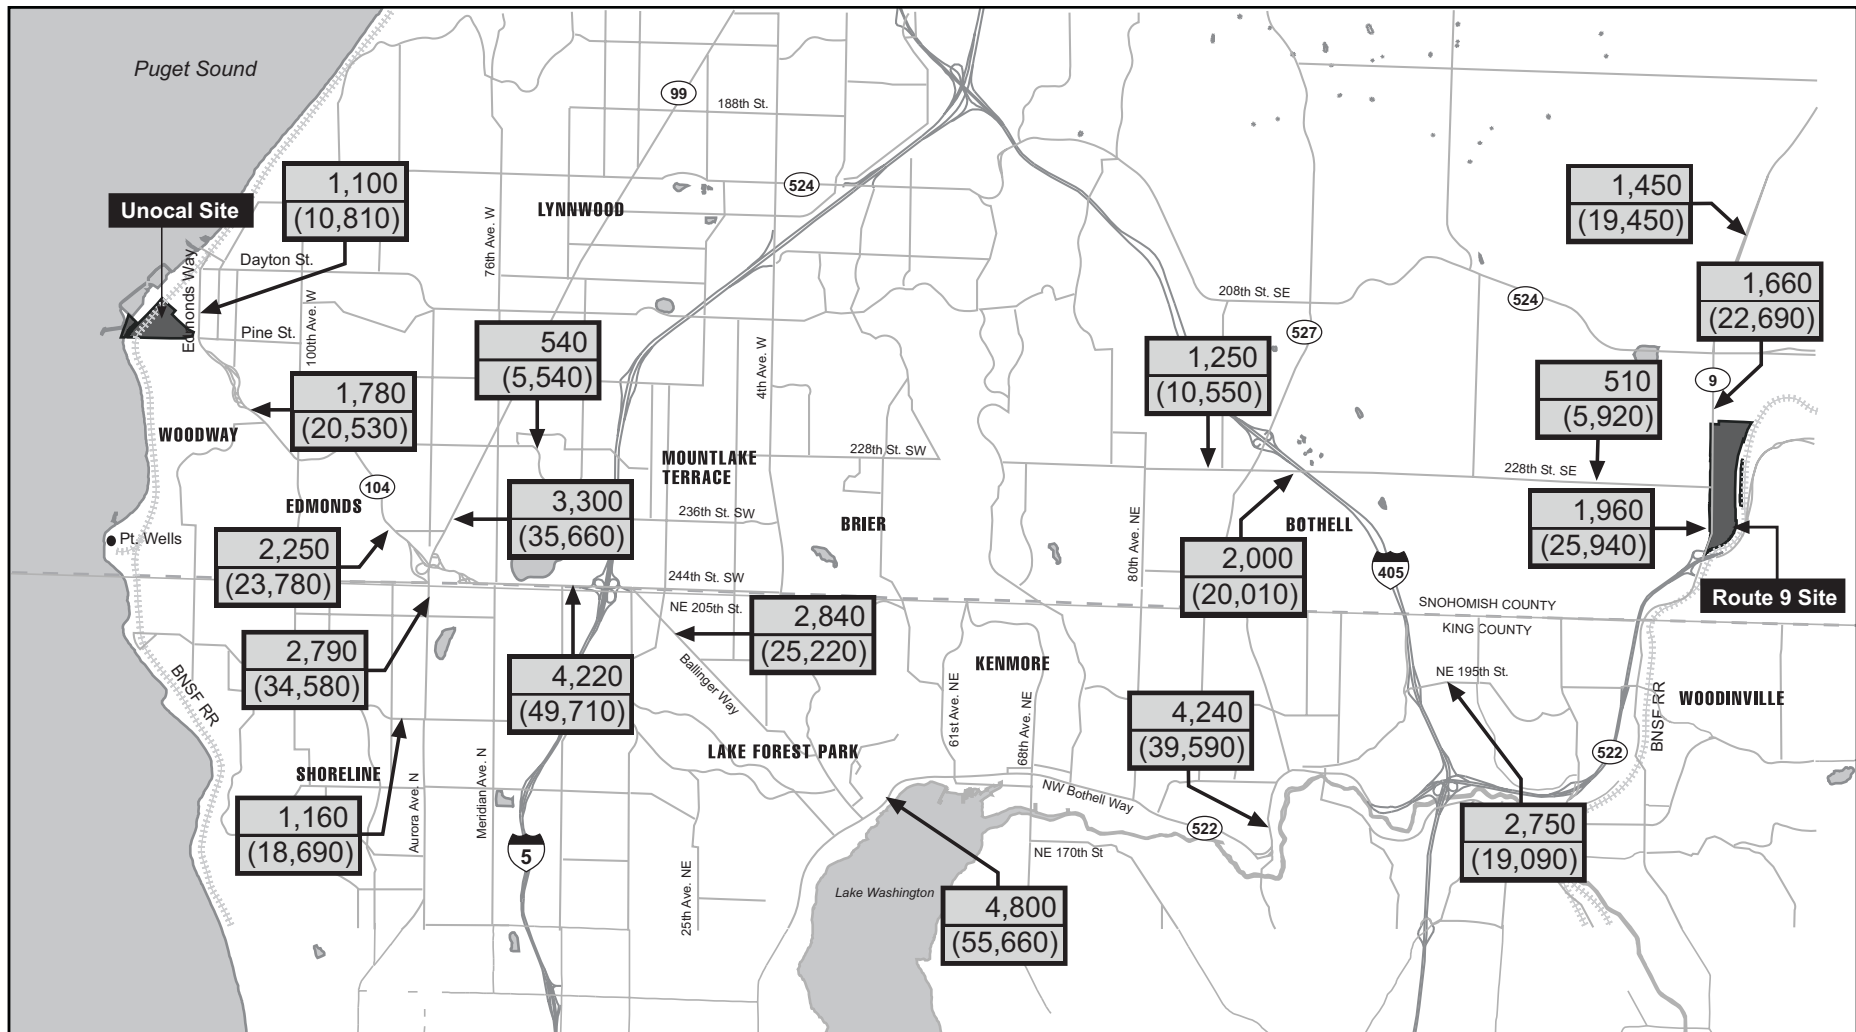 Puget Sound
99
188th St.
524
1,100
(10,810)
Unocal Site
LYNNWOOD
76th Ave. W
1,450
(19,450)
Dayton St.
Edmonds Way
Pine St.
100th Ave. W
208th St. SE
524
527
1,660
(22,690)
540
(5,540)
4th Ave. W
1,250
(10,550)
510
(5,920)
9
1,780
(20,530)
WOODWAY
MOUNTLAKE
TERRACE
228th St. SW
228th St. SE
104
EDMONDS
3,300
(35,660)
236th St. SW
BRIER
80th Ave. NE
BOTHELL
1,960
(25,940)
Pt. Wells
2,250
(23,780)
2,000
(20,010)
405
244th St. SW
NE 205th St.
SNOHOMISH COUNTY
KING COUNTY
Route 9 Site
2,840
(25,220)
2,790
(34,580)
4,220
(49,710)
Ballinger Way
KENMORE
61st Ave. NE
68th Ave. NE
NE 195th St.
WOODINVILLE
BNSF RR
BNSF RR
4,240
(39,590)
LAKE FOREST PARK
522
SHORELINE
Aurora Ave. N
Meridian Ave. N
NW Bothell Way
522
1,160
(18,690)
5
NE 170th St
2,750
(19,090)
25th Ave. NE
Lake Washington
4,800
(55,660)